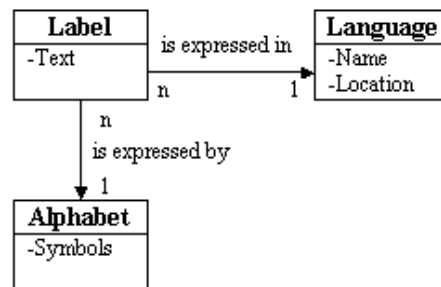 Label
-Text
is expressed in
n
1
Language
-Name
-Location
n
is expressed by
1
Alphabet
-Symbols